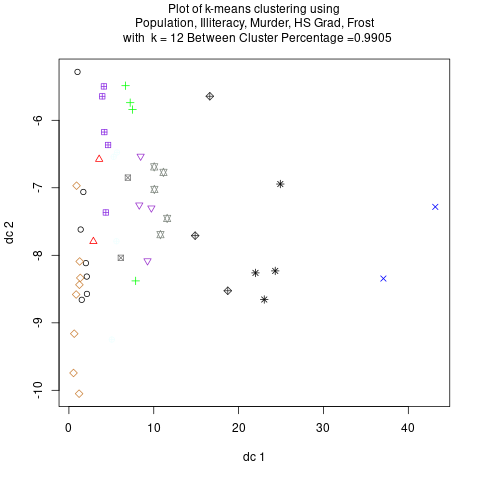 Plot of k-means clustering using
Population, Illiteracy, Murder, HS Grad, Frost
with k = 12 Between Cluster Percentage =0.9905
-6
-7
-8
-9
-10
dc 2
0 10 20 30 40
dc 1